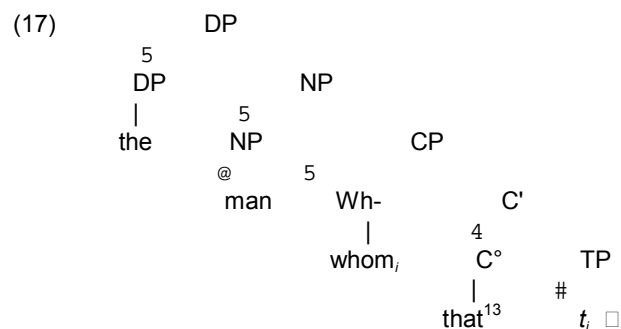 (17) DP
5
DP NP
| 5
the NP CP
@ 5
man Wh- C'
| 4
whomᵢ C° TP
| #
that¹³ tᵢ □